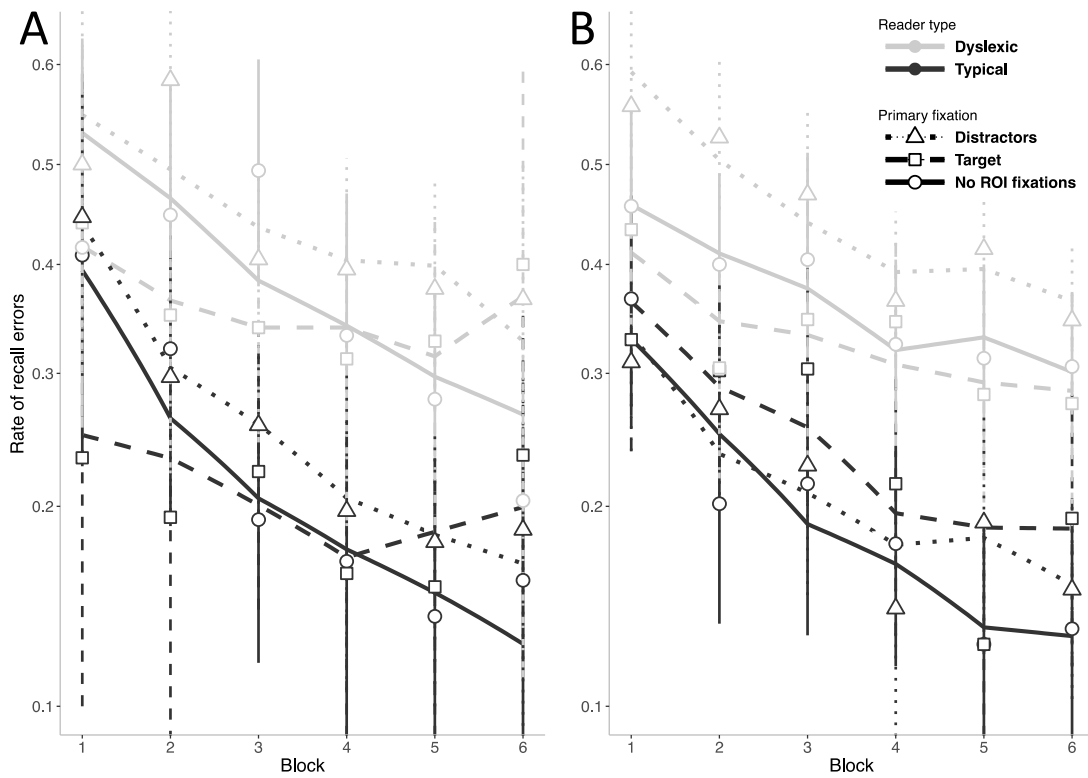 A
B
Reader type
Dyslexic
Typical
Primary fixation
Distractors
Target
No ROI fixations
Rate of recall errors
0.6
0.5
0.4
0.3
0.2
0.1
1 2 3 4 5 6
Block
0.6
0.5
0.4
0.3
0.2
0.1
1 2 3 4 5 6
Block